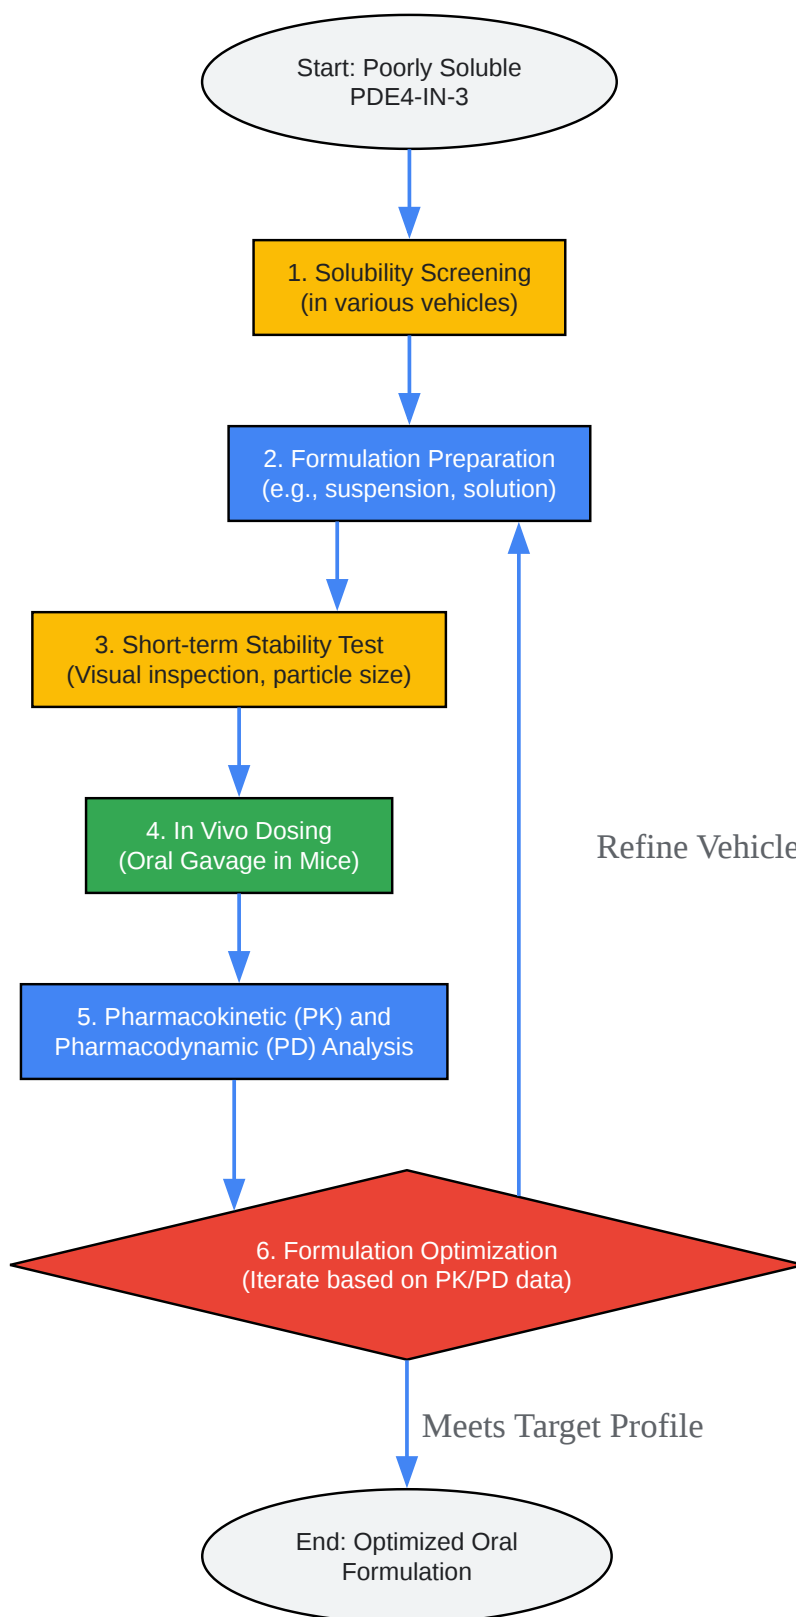 Start: Poorly Soluble
PDE4-IN-3
1. Solubility Screening
(in various vehicles)
2. Formulation Preparation
(e.g., suspension, solution)
3. Short-term Stability Test
(Visual inspection, particle size)
4. In Vivo Dosing
(Oral Gavage in Mice)
Refine Vehicle
5. Pharmacokinetic (PK) and
Pharmacodynamic (PD) Analysis
6. Formulation Optimization
(Iterate based on PK/PD data)
Meets Target Profile
End: Optimized Oral
Formulation